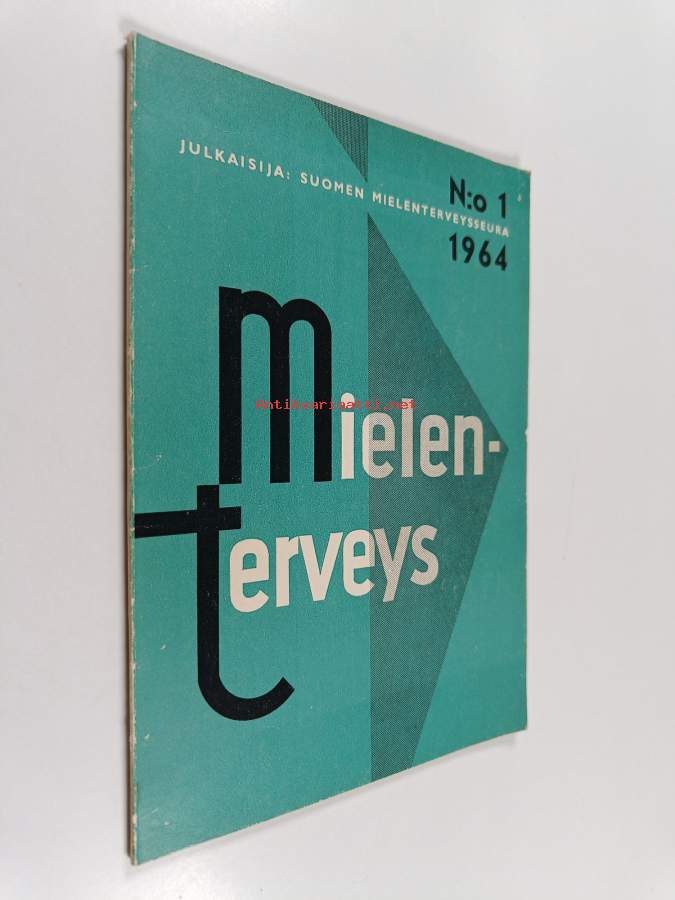 JULKAISIJA: SUOMEN MIELENTERVEYSSEURA
N:o 1
1964
Antikvariaatti.net
mielen-
terveys